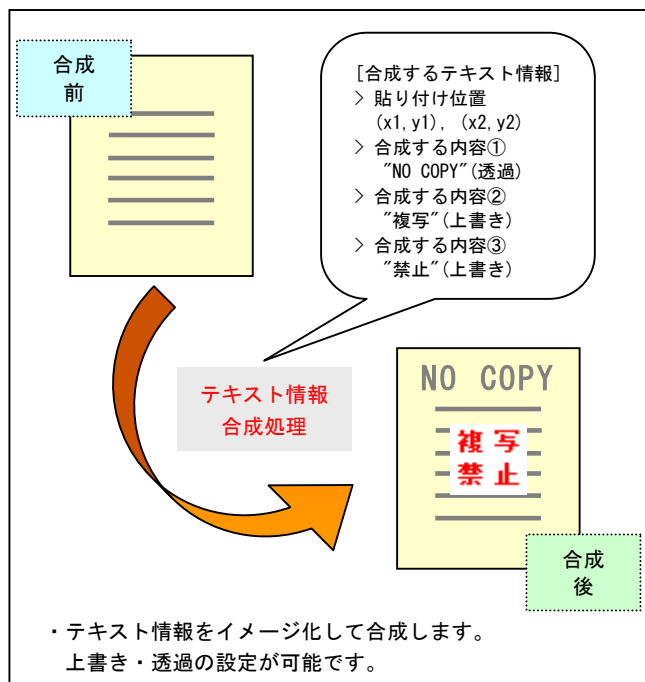 合成
前
[合成するテキスト情報]
> 貼り付け位置
(x1,y1), (x2,y2)
> 合成する内容①
"NO COPY"(透過)
> 合成する内容②
"複写"(上書き)
> 合成する内容③
"禁止"(上書き)
テキスト情報
合成処理
NO COPY
複写
禁止
合成
後
・テキスト情報をイメージ化して合成します。
上書き・透過の設定が可能です。